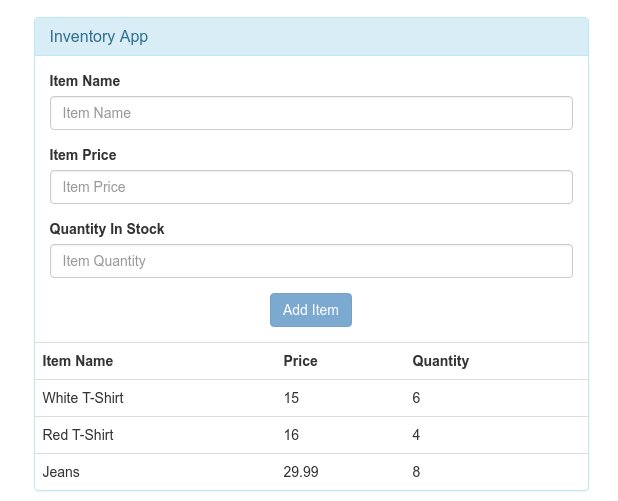 Inventory App
Item Name
Item Name
Item Price
Item Price
Quantity In Stock
Item Quantity
Add Item
Item Name Price Quantity
White T-Shirt 15 6
Red T-Shirt 16 4
Jeans 29.99 8